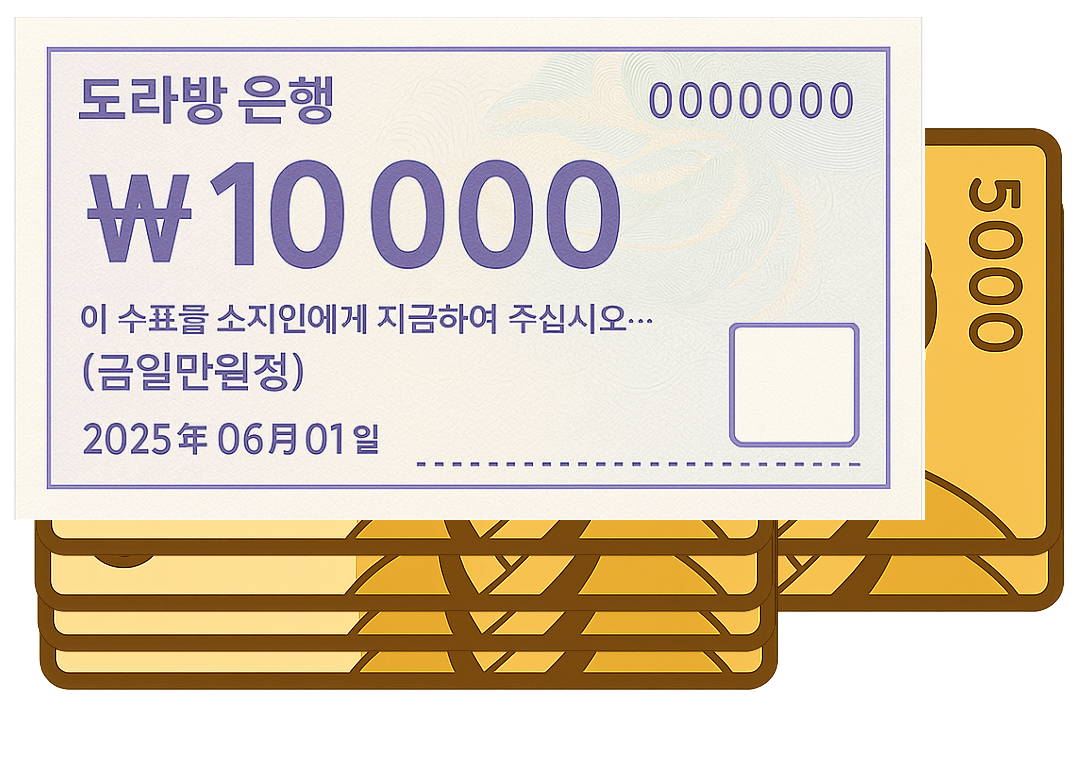 도라방 은행 0000000
₩10 000
이 수표를 소지인에게 지금하여 주십시오…
(금일만원정)
2025年 06月 01일
5000